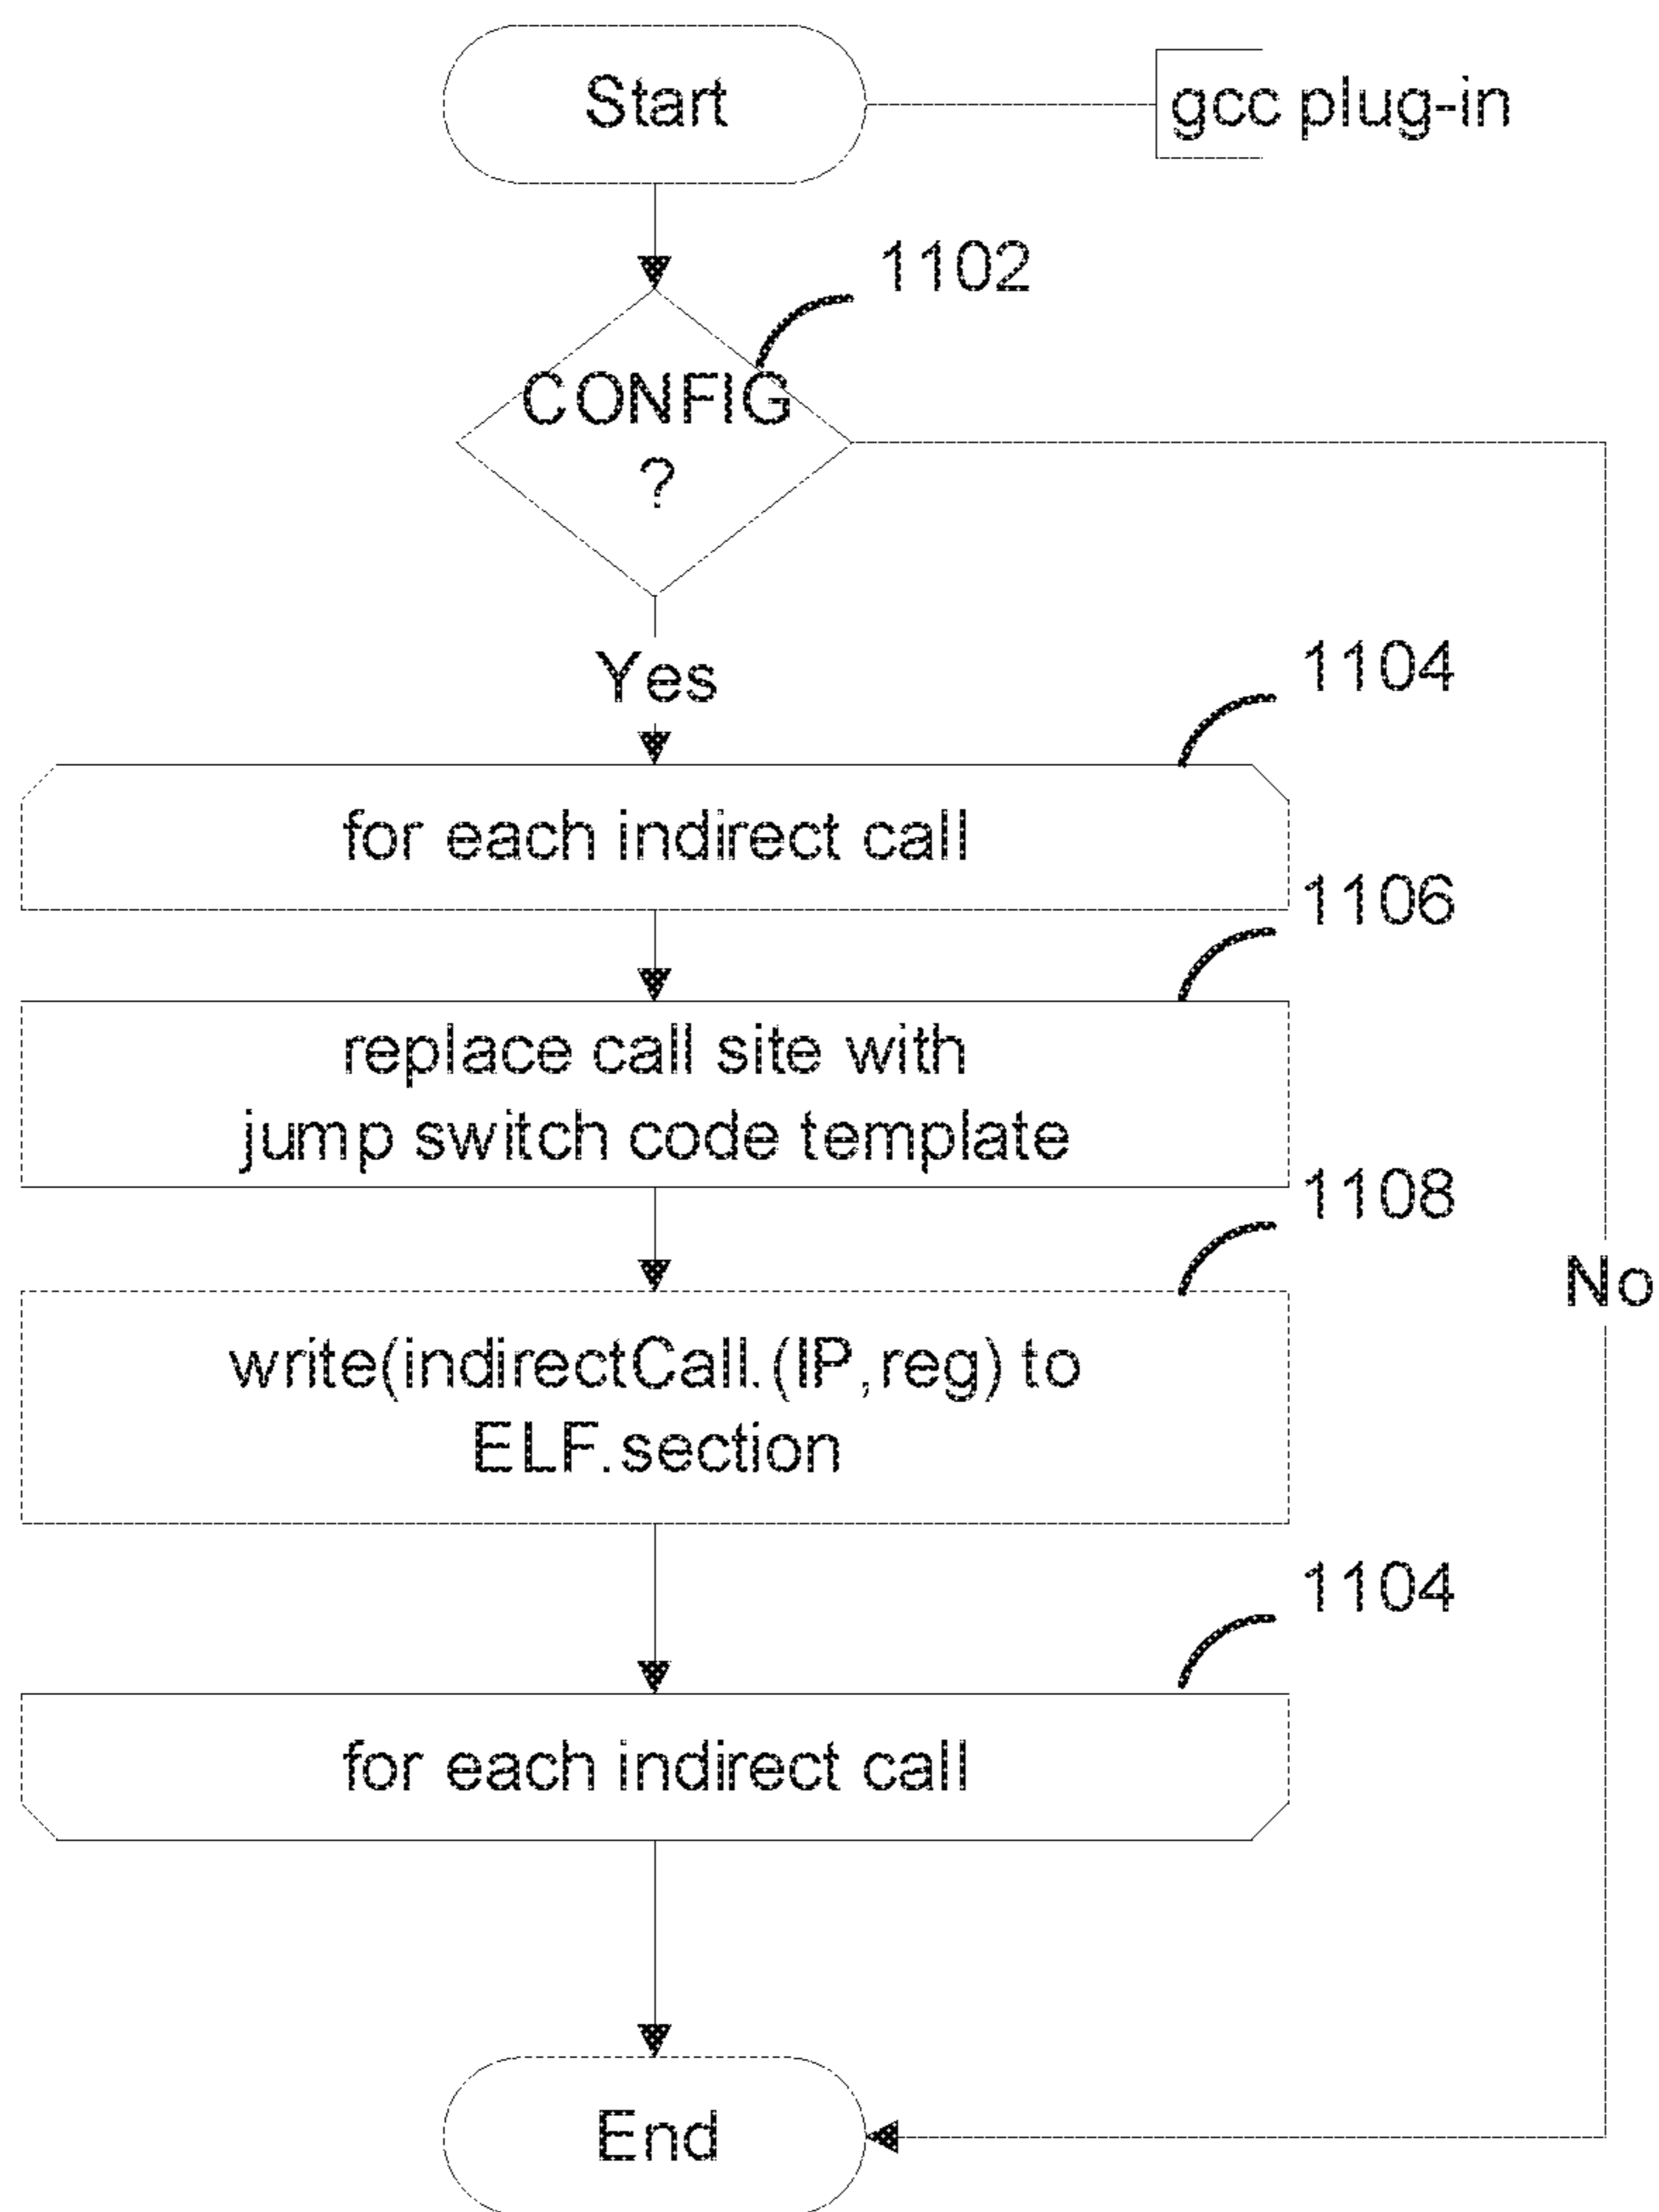 Start
gcc plug-in
1102
CONFIG
?
Yes
1104
for each indirect call
1106
replace call site with
jump switch code template
1108
No
write(indirectCall.(IP,reg) to
ELF.section
1104
for each indirect call
End